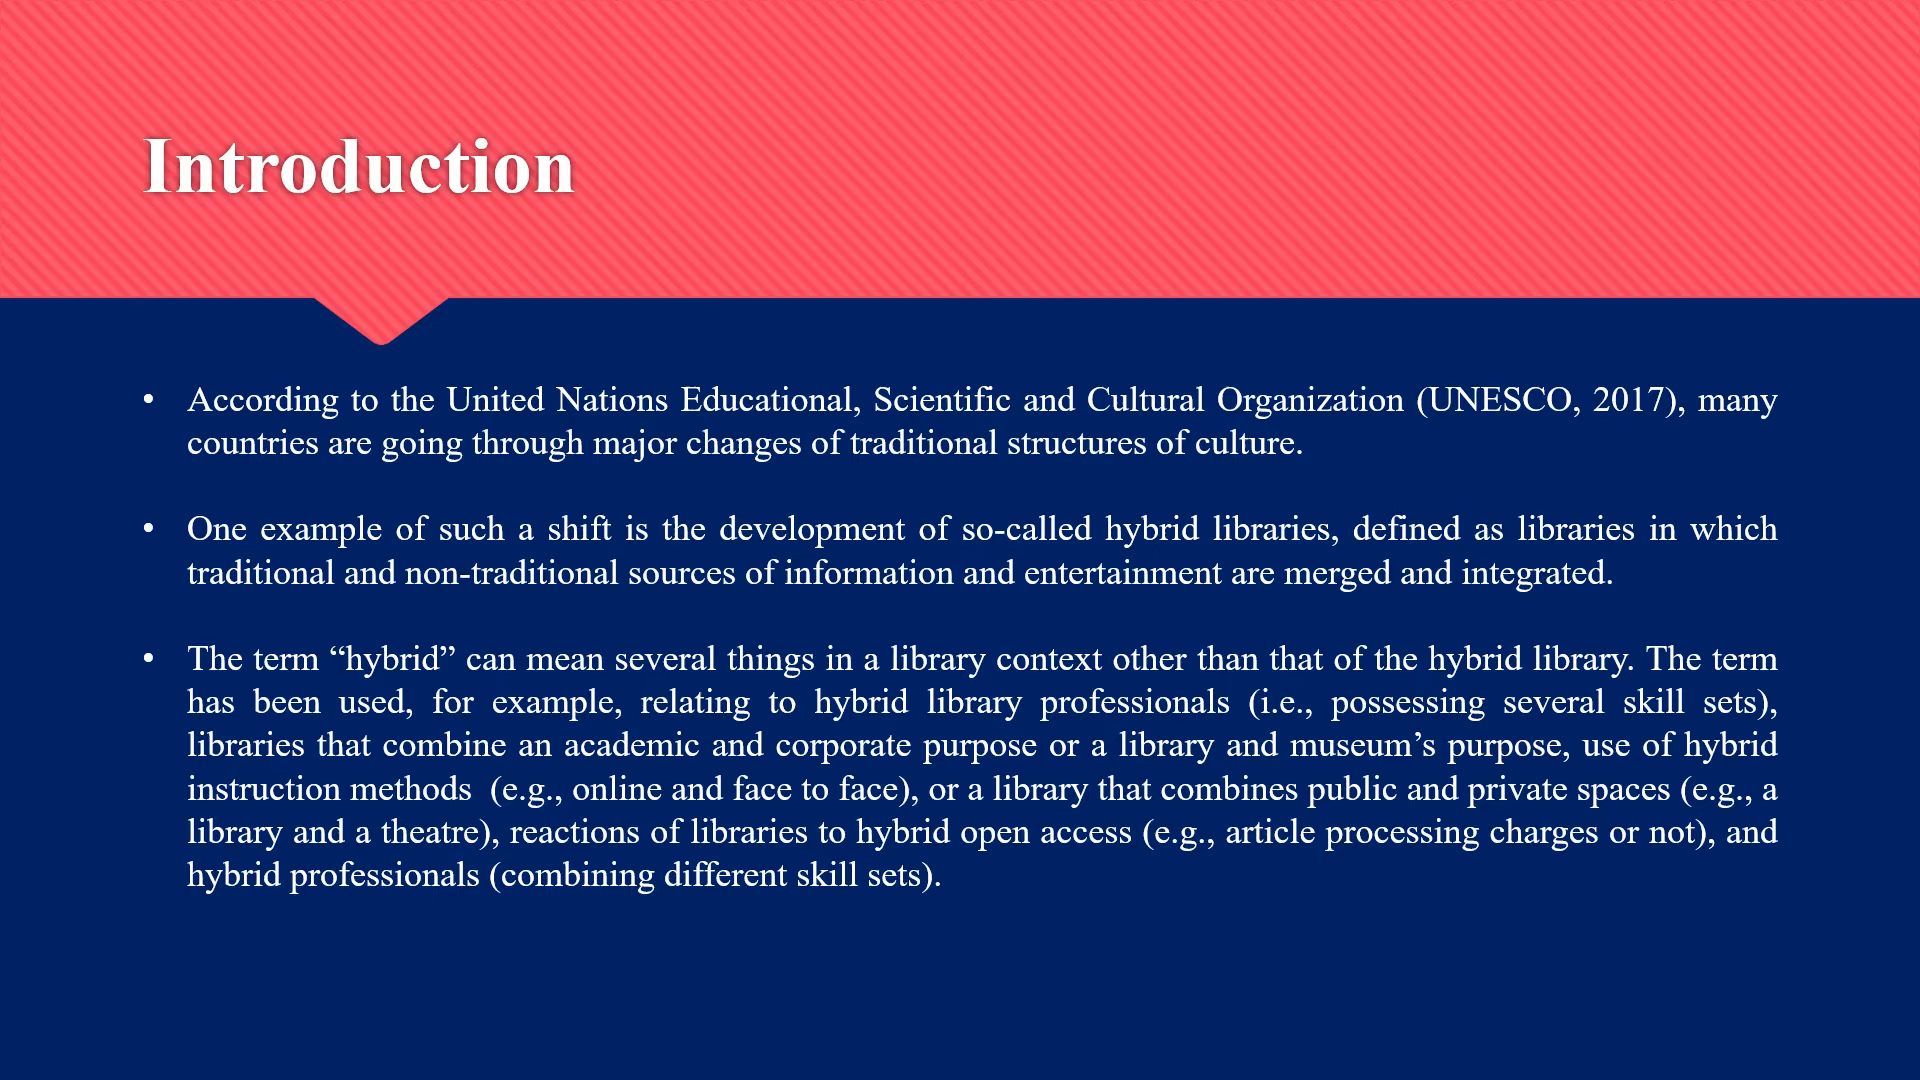 Introduction
• According to the United Nations Educational, Scientific and Cultural Organization (UNESCO, 2017), many
countries are going through major changes of traditional structures of culture.
• One example of such a shift is the development of so-called hybrid libraries, defined as libraries in which
traditional and non-traditional sources of information and entertainment are merged and integrated.
• The term “hybrid” can mean several things in a library context other than that of the hybrid library. The term
has been used, for example, relating to hybrid library professionals (i.e., possessing several skill sets),
libraries that combine an academic and corporate purpose or a library and museum’s purpose, use of hybrid
instruction methods  (e.g., online and face to face), or a library that combines public and private spaces (e.g., a
library and a theatre), reactions of libraries to hybrid open access (e.g., article processing charges or not), and
hybrid professionals (combining different skill sets).